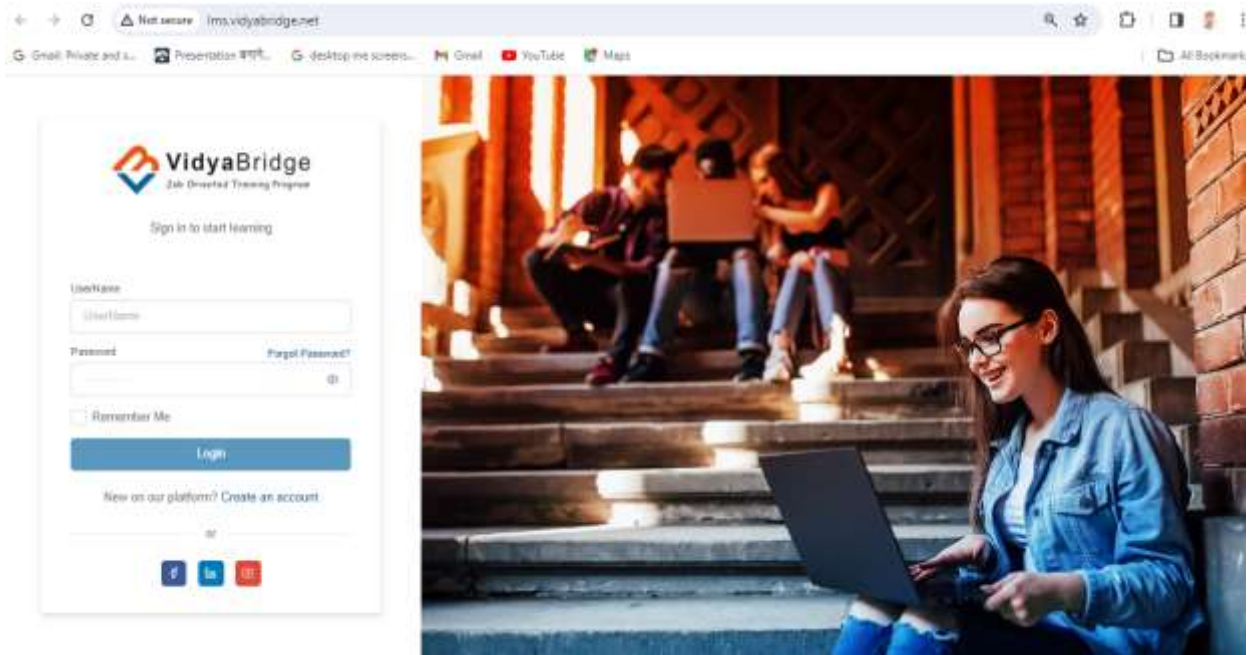 Not secure lms.vidyabridge.net
Gmail: Private and s... Presentation बनाने... desktop me screens... Gmail YouTube Maps All Bookmark
VidyaBridge
Job Oriented Training Program
Sign in to start learning
UserName
UserName
Password Forgot Password?
Remember Me
Login
New on our platform? Create an account
or